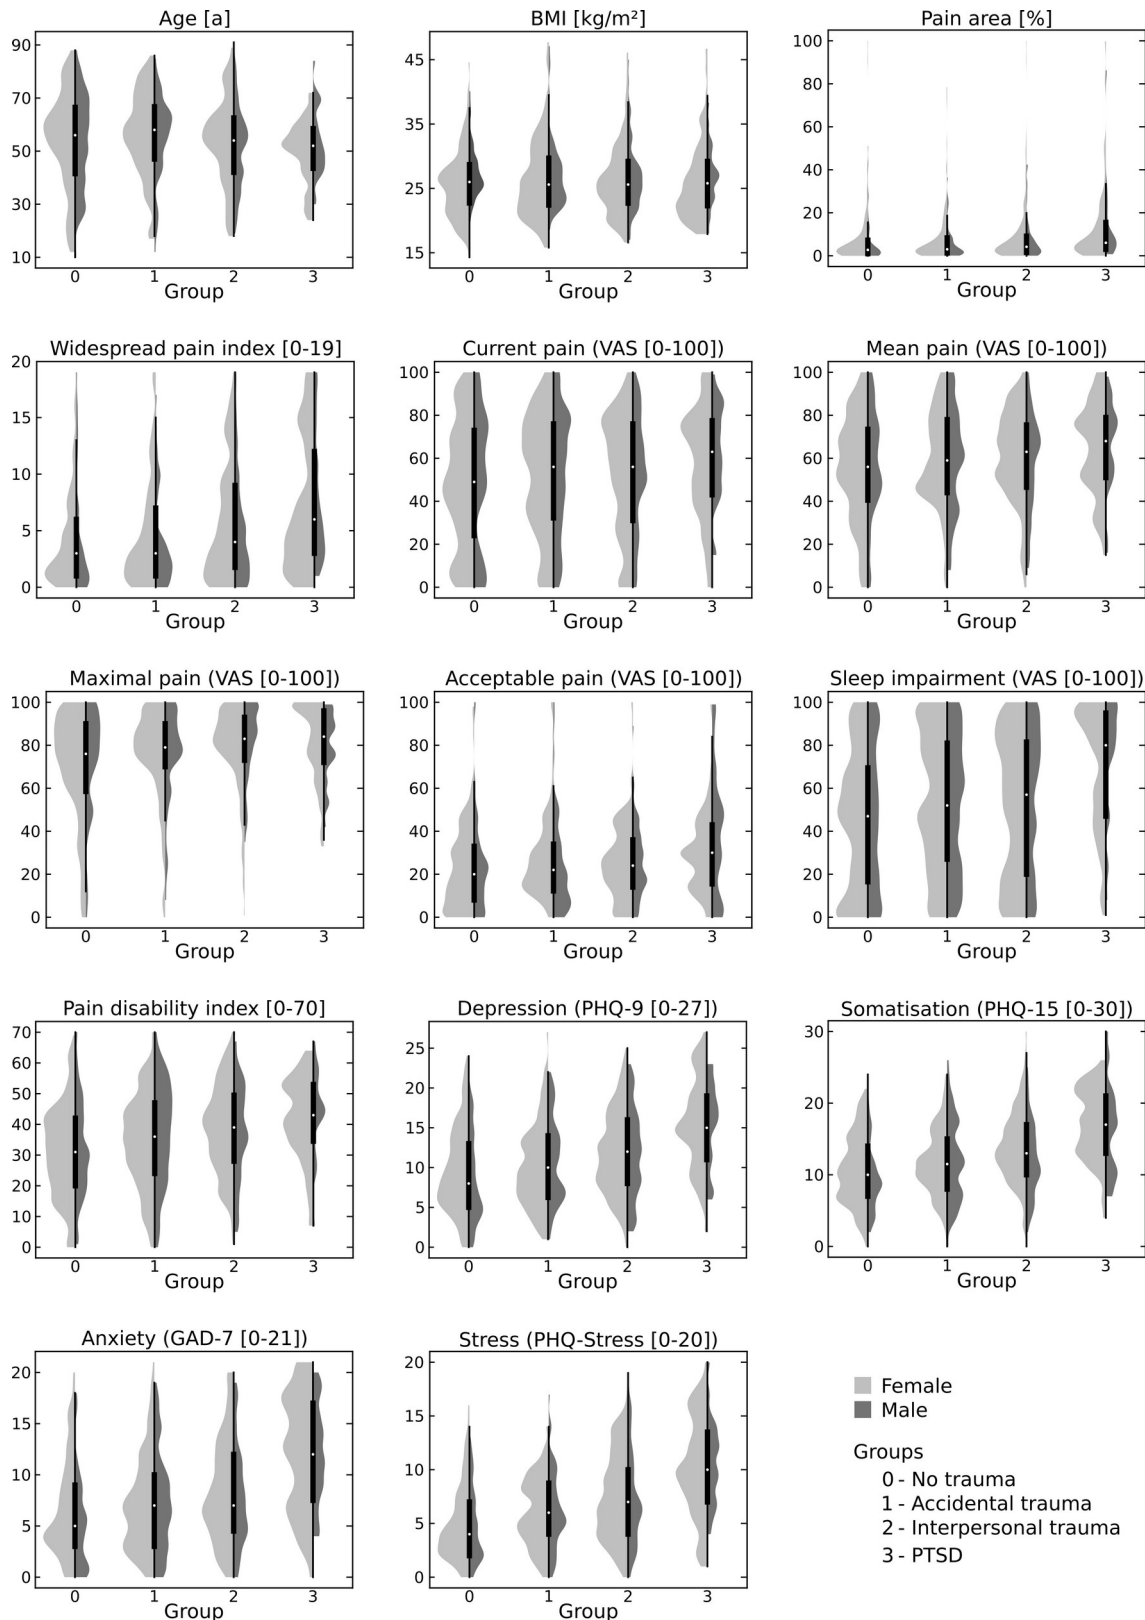 Age [a]
90
70
50
30
10
0 1 2 3
Group
BMI [kg/m²]
45
35
25
15
0 1 2 3
Group
Pain area [%]
100
80
60
40
20
0
0 1 2 3
Group
Widespread pain index [0-19]
20
15
10
5
0
0 1 2 3
Group
Current pain (VAS [0-100])
100
80
60
40
20
0
0 1 2 3
Group
Mean pain (VAS [0-100])
100
80
60
40
20
0
0 1 2 3
Group
Maximal pain (VAS [0-100])
100
80
60
40
20
0
0 1 2 3
Group
Acceptable pain (VAS [0-100])
100
80
60
40
20
0
0 1 2 3
Group
Sleep impairment (VAS [0-100])
100
80
60
40
20
0
0 1 2 3
Group
Pain disability index [0-70]
70
60
50
40
30
20
10
0
0 1 2 3
Group
Depression (PHQ-9 [0-27])
25
20
15
10
5
0
0 1 2 3
Group
Somatisation (PHQ-15 [0-30])
30
20
10
0
0 1 2 3
Group
Anxiety (GAD-7 [0-21])
20
15
10
5
0
0 1 2 3
Group
Stress (PHQ-Stress [0-20])
20
15
10
5
0
0 1 2 3
Group
Female
Male
Groups
0 - No trauma
1 - Accidental trauma
2 - Interpersonal trauma
3 - PTSD